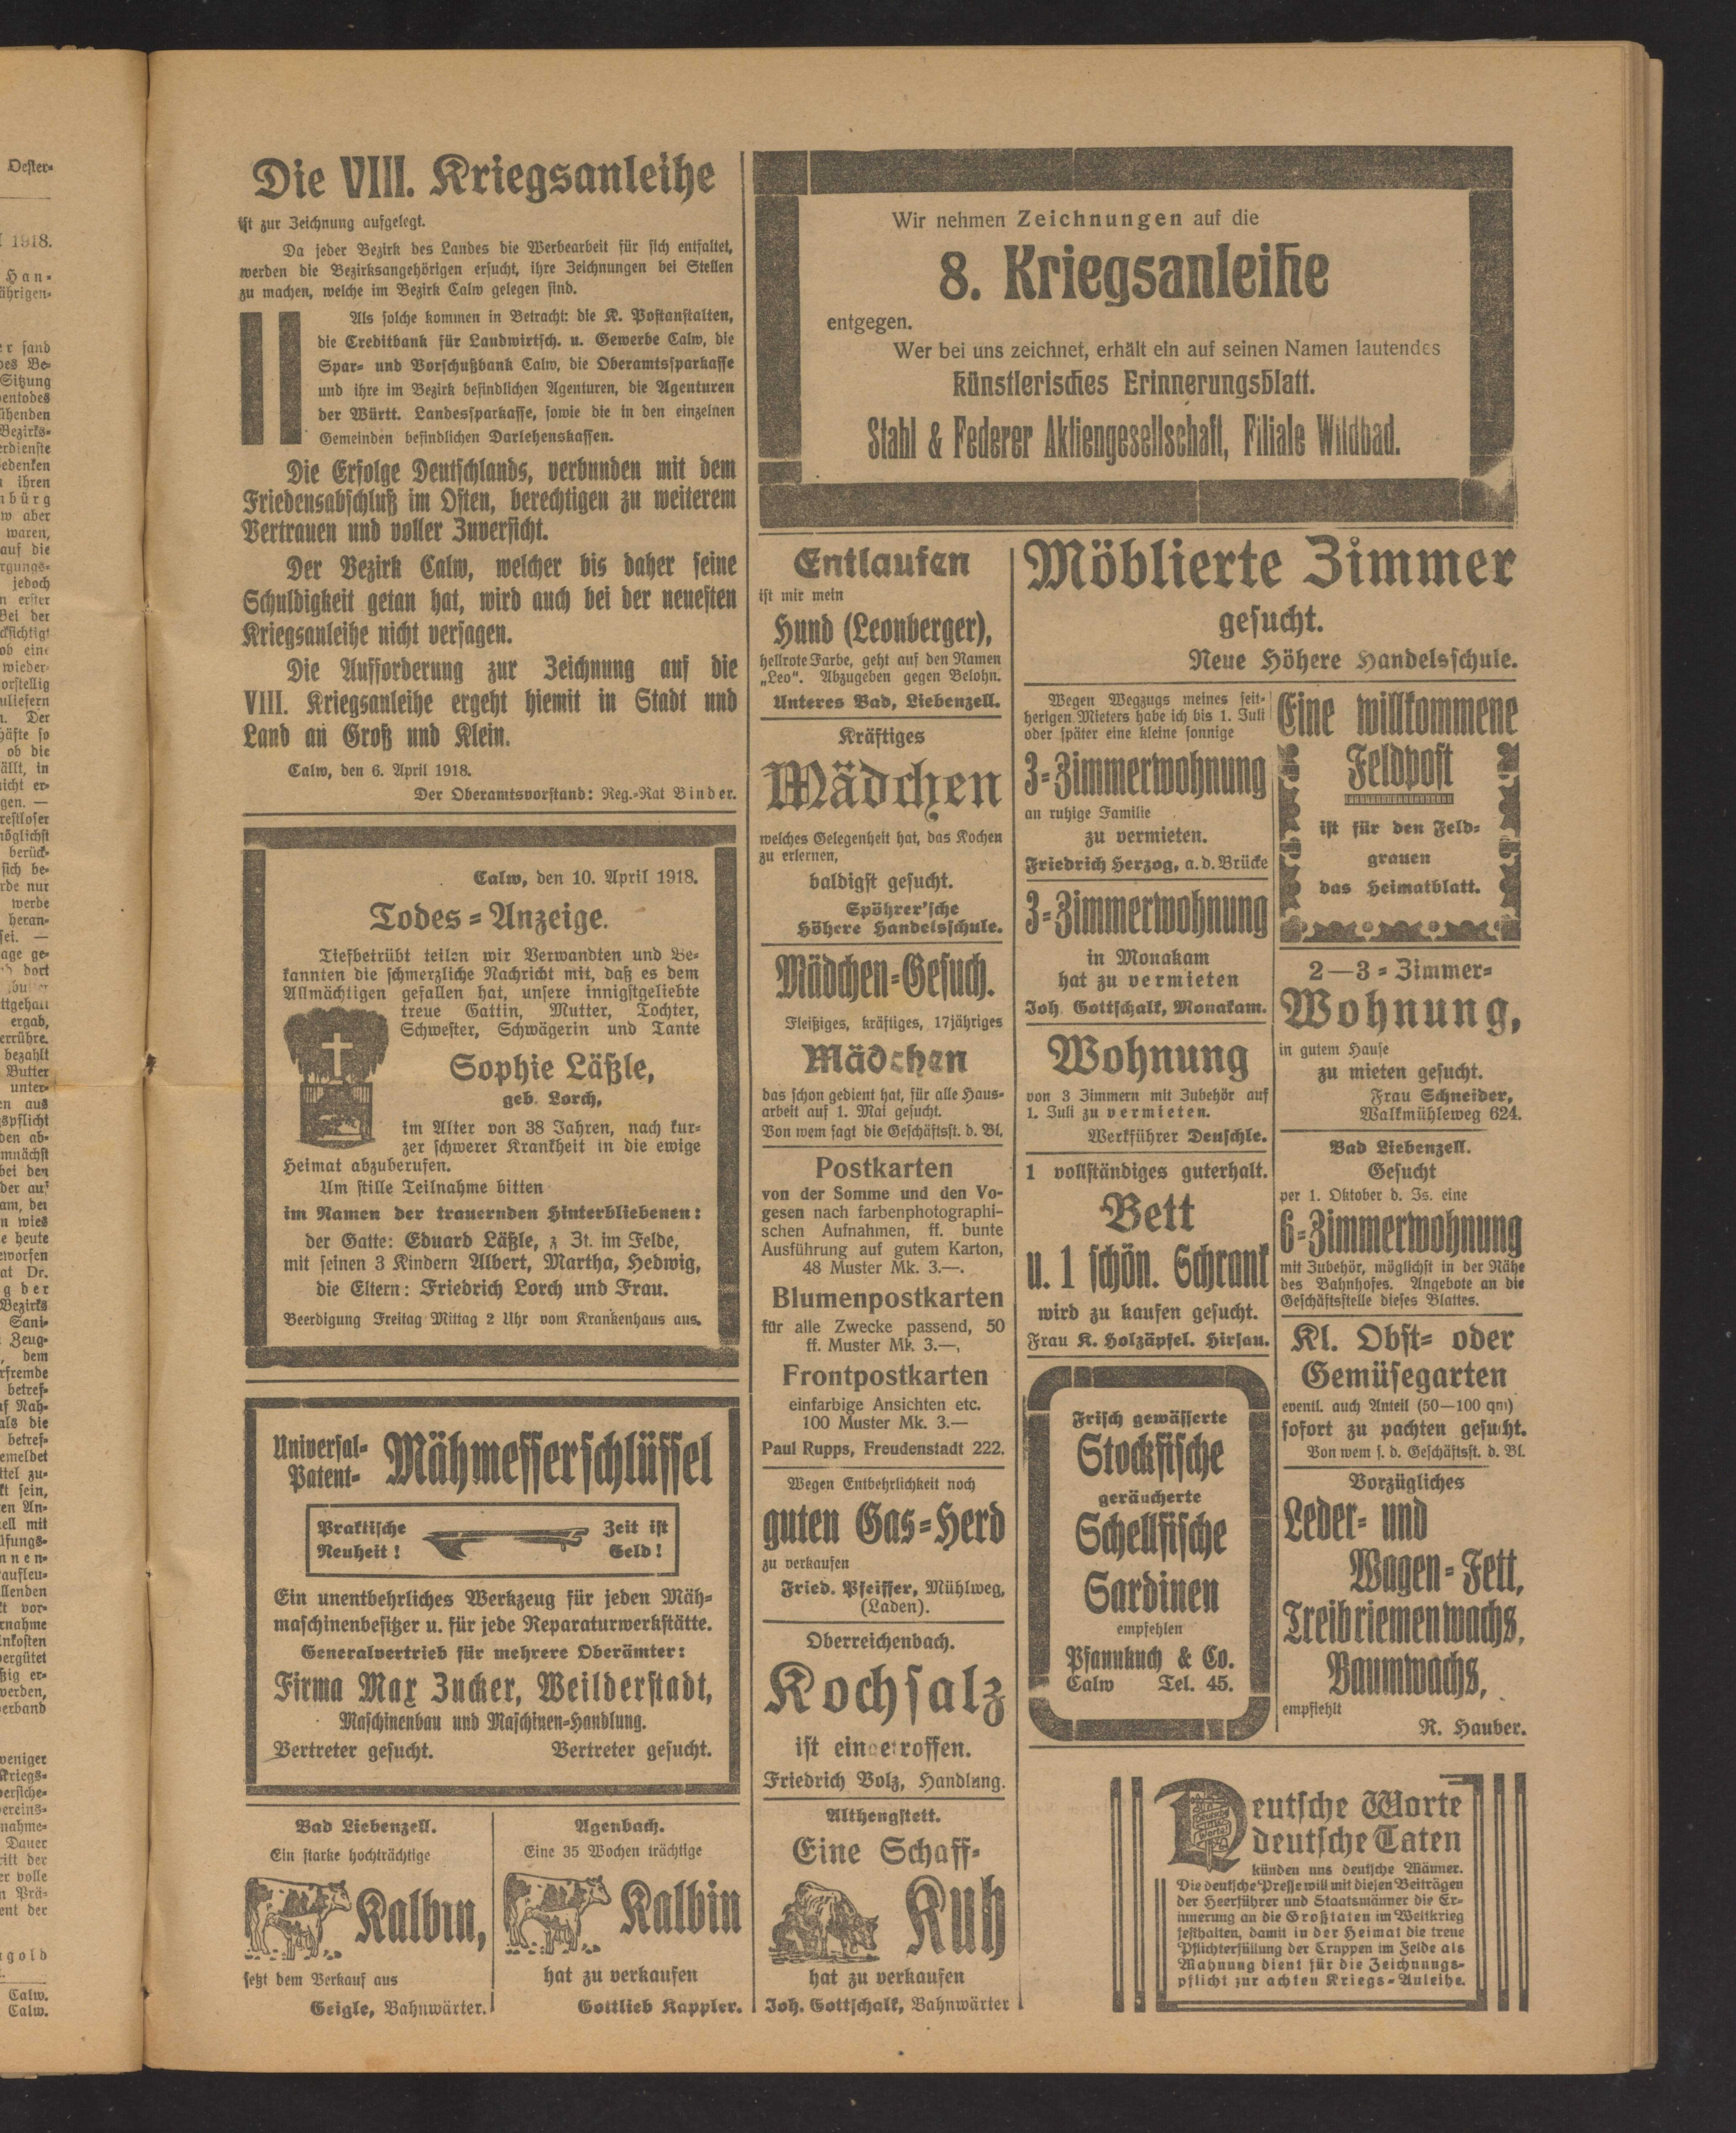 Die VIII. Kriegsanleihe
ist zur Zeichnung aufgelegt.
Da jeder Bezirk des Landes die Werbearbeit für sich entfaltet,
werden die Bezirksangehörigen ersucht, ihre Zeichnungen bei Stellen
zu machen, welche im Bezirk Calw gelegen sind.
Als solche kommen in Betracht: die K. Postanstalten,
die Creditbank für Landwirtsch. u. Gewerbe Calw, die
Spar- und Vorschußbank Calw, die Oberamtssparkasse
und ihre im Bezirk befindlichen Agenturen, die Agenturen
der Württ. Landessparkasse, sowie die in den einzelnen
Gemeinden befindlichen Darlehenskassen.
Die Erfolge Deutschlands, verbunden mit dem
Friedensabschluß im Osten, berechtigen zu weiterem
Vertrauen und voller Zuversicht.
Der Bezirk Calw, welcher bis daher seine
Schuldigkeit getan hat, wird auch bei der neuesten
Kriegsanleihe nicht versagen.
Die Aufforderung zur Zeichnung auf die
VIII. Kriegsanleihe ergeht hiemit in Stadt und
Land an Groß und Klein.
Calw, den 6. April 1918.
Der Oberamtsvorstand: Reg.-Rat Binder.
Calw, den 10. April 1918.
Todes-Anzeige.
Tiefbetrübt teilen wir Verwandten und Be-
kannten die schmerzliche Nachricht mit, daß es dem
Allmächtigen gefallen hat, unsere innigstgeliebte
treue Gattin, Mutter, Tochter,
Schwester, Schwägerin und Tante
Sophie Läßle,
geb. Lorch,
im Alter von 38 Jahren, nach kur-
zer schwerer Krankheit in die ewige
Heimat abzuberufen.
Um stille Teilnahme bitten
im Namen der trauernden Hinterbliebenen:
der Gatte: Eduard Läßle, z Zt. im Felde,
mit seinen 3 Kindern Albert, Martha, Hedwig,
die Eltern: Friedrich Lorch und Frau.
Beerdigung Freitag Mittag 2 Uhr vom Krankenhaus aus.
Universal-
Patent-
Mähmesserschlüssel
Praktische
Neuheit!
Zeit ist
Geld!
Ein unentbehrliches Werkzeug für jeden Mäh-
maschinenbesitzer u. für jede Reparaturwerkstätte.
Generalvertrieb für mehrere Oberämter:
Firma Max Zucker, Weilderstadt,
Maschinenbau und Maschinen-Handlung.
Vertreter gesucht. Vertreter gesucht.
Bad Liebenzell.
Ein starke hochträchtige
Kalbin,
setzt dem Verkauf aus
Geigle, Bahnwärter.
Agenbach.
Eine 35 Wochen trächtige
Kalbin
hat zu verkaufen
Gottlieb Kappler.
Wir nehmen Zeichnungen auf die
8. Kriegsanleihe
entgegen.
Wer bei uns zeichnet, erhält ein auf seinen Namen lautendes
künstlerisches Erinnerungsblatt.
Stahl & Federer Aktiengesellschaft, Filiale Wildbad.
Entlaufen
ist mir mein
Hund (Leonberger),
hellrote Farbe, geht auf den Namen
„Leo“. Abzugeben gegen Belohn.
Unteres Bad, Liebenzell.
Kräftiges
Mädchen
welches Gelegenheit hat, das Kochen
zu erlernen,
baldigst gesucht.
Spöhrer'sche
Höhere Handelsschule.
Mädchen-Gesuch.
Fleißiges, kräftiges, 17jähriges
Mädchen
das schon gedient hat, für alle Haus-
arbeit auf 1. Mai gesucht.
Von wem sagt die Geschäftsst. d. Bl.
Postkarten
von der Somme und den Vo-
gesen nach farbenphotographi-
schen Aufnahmen, ff. bunte
Ausführung auf gutem Karton,
48 Muster Mk. 3.—.
Blumenpostkarten
für alle Zwecke passend, 50
ff. Muster Mk. 3.—,
Frontpostkarten
einfarbige Ansichten etc.
100 Muster Mk. 3.—
Paul Rupps, Freudenstadt 222.
Wegen Entbehrlichkeit noch
guten Gas-Herd
zu verkaufen
Fried. Pfeiffer, Mühlweg,
(Laden).
Oberreichenbach.
Kochsalz
ist eingetroffen.
Friedrich Volz, Handlung.
Althengstett.
Eine Schaff-
Kuh
hat zu verkaufen
Joh. Gottschalk, Bahnwärter
Möblierte Zimmer
gesucht.
Neue Höhere Handelsschule.
Wegen Wegzugs meines seit-
herigen Mieters habe ich bis 1. Juli
oder später eine kleine sonnige
3-Zimmerwohnung
an ruhige Familie
zu vermieten.
Friedrich Herzog, a. d. Brücke
3-Zimmerwohnung
in Monakam
hat zu vermieten
Joh. Gottschalk, Monakam.
Wohnung
von 3 Zimmern mit Zubehör auf
1. Juli zu vermieten.
Werkführer Deuschle.
1 vollständiges guterhalt.
Bett
u. 1 schön. Schrank
wird zu kaufen gesucht.
Frau K. Holzäpfel. Hirsau.
Frisch gewässerte
Stockfische
geräucherte
Schellfische
Sardinen
empfehlen
Pfannkuch & Co.
Calw Tel. 45.
Eine willkommene
Feldpost
ist für den Feld-
grauen
das Heimatblatt.
2—3-Zimmer-
Wohnung,
in gutem Hause
zu mieten gesucht.
Frau Schneider,
Walkmühleweg 624.
Bad Liebenzell.
Gesucht
per 1. Oktober d. Js. eine
6-Zimmerwohnung
mit Zubehör, möglichst in der Nähe
des Bahnhofes. Angebote an die
Geschäftsstelle dieses Blattes.
Kl. Obst- oder
Gemüsegarten
eventl. auch Anteil (50—100 qm)
sofort zu pachten gesucht.
Von wem s. d. Geschäftsst. d. Bl.
Vorzügliches
Leder- und
Wagen-Fett,
Treibriemenwachs,
Baumwachs,
empfiehlt
R. Hauber.
Deutsche Worte
deutsche Taten
künden uns deutsche Männer.
Die deutsche Presse will mit diesen Beiträgen
der Heerführer und Staatsmänner die Er-
innerung an die Großtaten im Weltkrieg
festhalten, damit in der Heimat die treue
Pflichterfüllung der Truppen im Felde als
Mahnung dient für die Zeichnungs-
pflicht zur achten Kriegs-Anleihe.